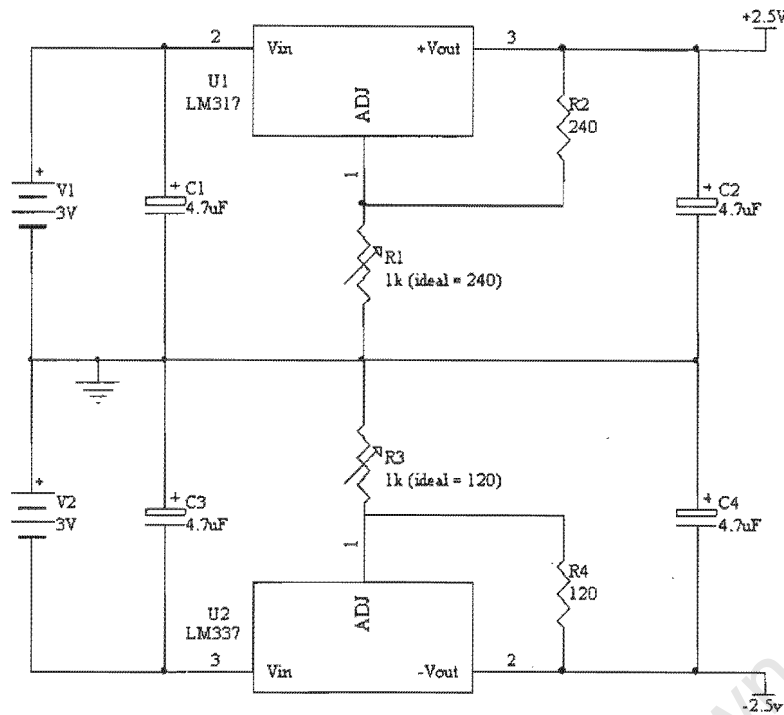 +2.5V
2
Vin
+Vout
3
U1
LM317
ADJ
R2
240
1
+
V1
3V
+
C1
4.7uF
+
C2
4.7uF
R1
1k (ideal = 240)
R3
1k (ideal = 120)
+
V2
3V
+
C3
4.7uF
+
C4
4.7uF
1
R4
120
U2
LM337
ADJ
3
Vin
-Vout
2
-2.5v